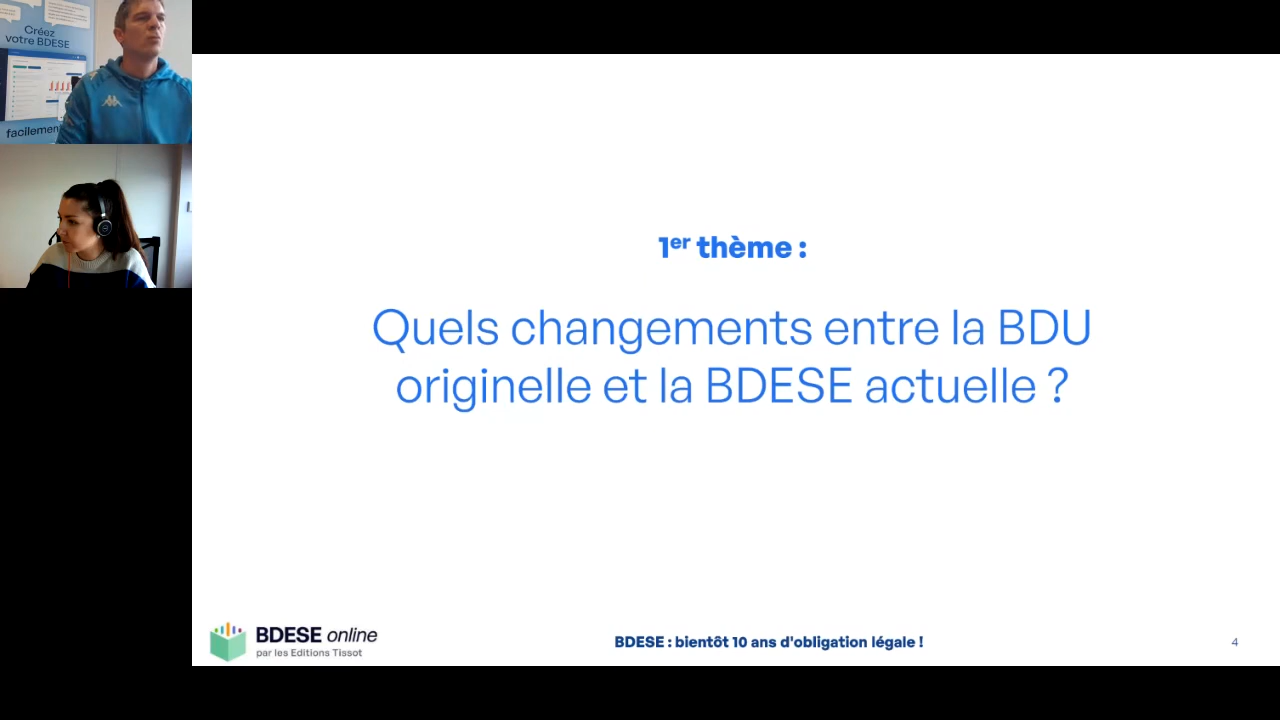 Créez
votre BDESE
facilemen
1er thème :
Quels changements entre la BDU
originelle et la BDESE actuelle ?
BDESE online
par les Editions Tissot
BDESE : bientôt 10 ans d'obligation légale !
4